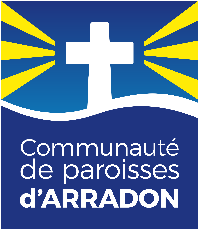 Communauté
de paroisses
d'ARRADON